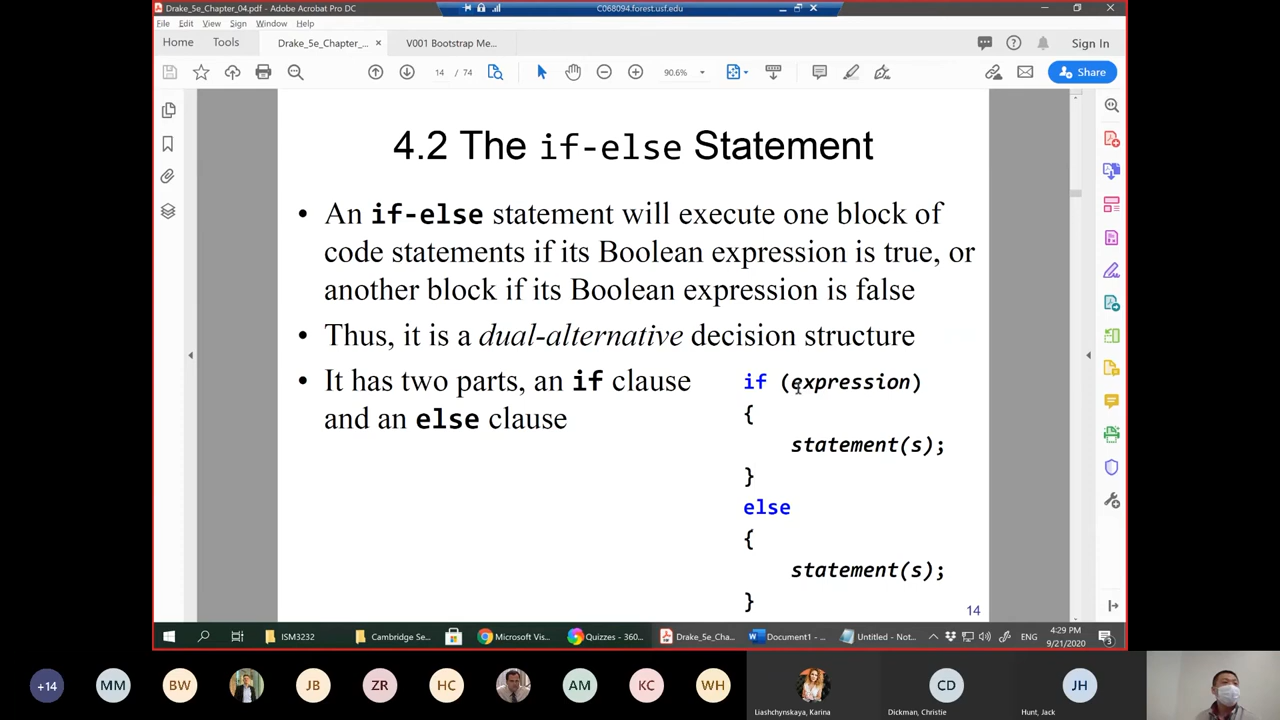 Drake_5e_Chapter_04.pdf - Adobe Acrobat Pro DC
C068094.forest.usf.edu
File Edit View Sign Window Help
Home Tools Drake_5e_Chapter_... × V001 Bootstrap Me... Sign In
14 / 74 90.6% Share
4.2 The if-else Statement
• An if-else statement will execute one block of
code statements if its Boolean expression is true, or
another block if its Boolean expression is false
• Thus, it is a dual-alternative decision structure
• It has two parts, an if clause
and an else clause
if (expression)
{
statement(s);
}
else
{
statement(s);
}
14
ISM3232 Cambridge Se... Microsoft Vis... Quizzes - 360... Drake_5e_Cha... Document1 - ... Untitled - Not... ENG 4:29 PM
9/21/2020
3
+14 MM BW JB ZR HC AM KC WH CD JH
Liashchynskaya, Karina Dickman, Christie Hunt, Jack